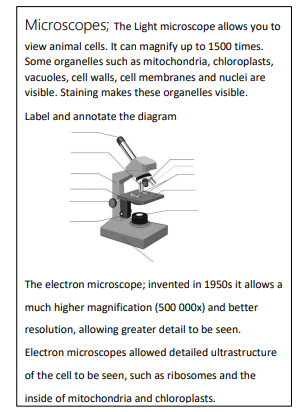 Microscopes; The Light microscope allows you to
view animal cells. It can magnify up to 1500 times.
Some organelles such as mitochondria, chloroplasts,
vacuoles, cell walls, cell membranes and nuclei are
visible. Staining makes these organelles visible.
Label and annotate the diagram
The electron microscope; invented in 1950s it allows a
much higher magnification (500 000x) and better
resolution, allowing greater detail to be seen.
Electron microscopes allowed detailed ultrastructure
of the cell to be seen, such as ribosomes and the
inside of mitochondria and chloroplasts.